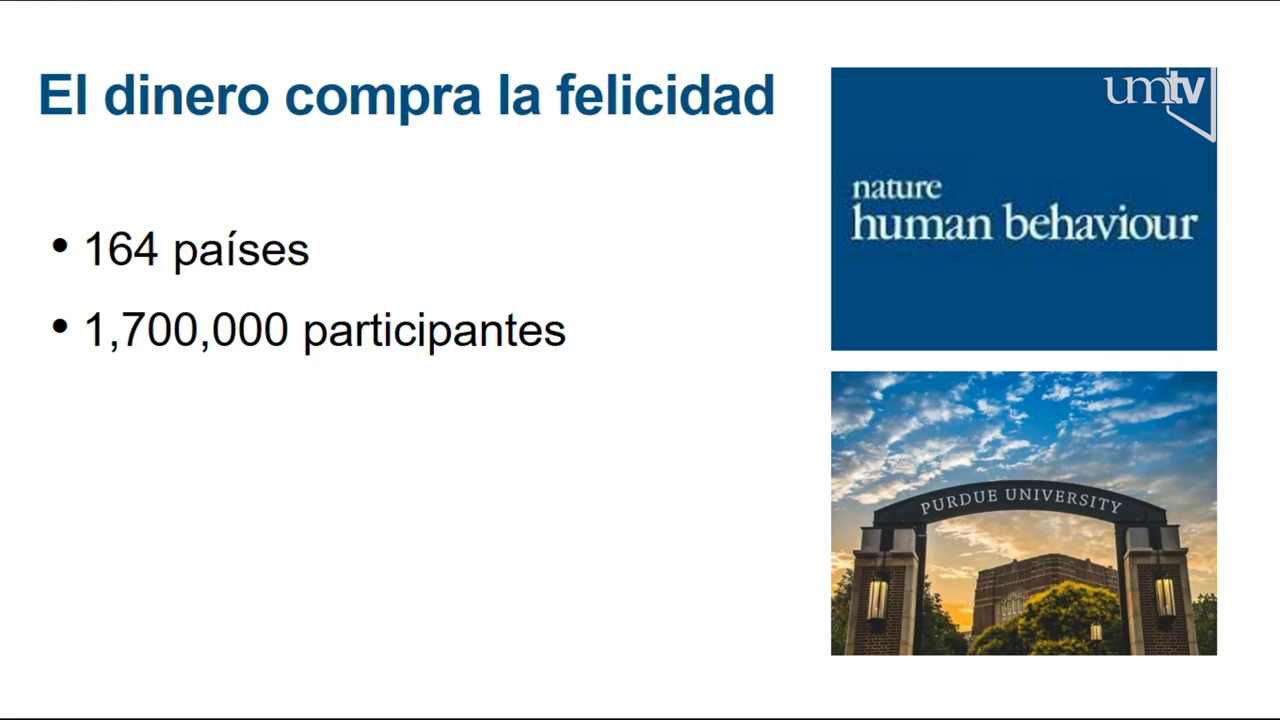 El dinero compra la felicidad
• 164 países
• 1,700,000 participantes
umtv
nature
human behaviour
PURDUE UNIVERSITY